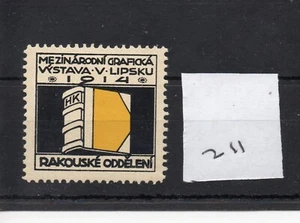 MEZINÁRODNÍ GRAFICKÁ
VÝSTAVA · V · LIPSKU
· 1914 ·
HK
RAKOUSKÉ ODDĚLENÍ
211